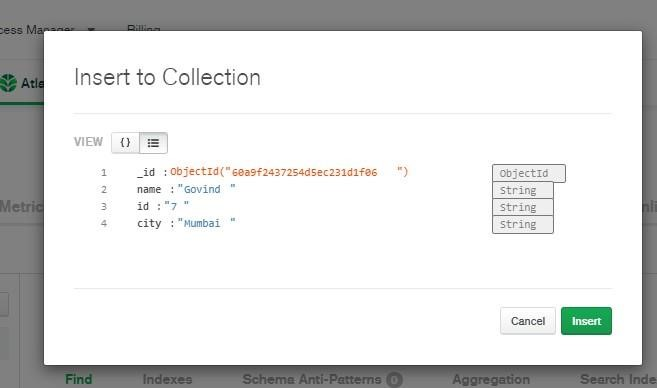 cess Manager Billing
Atla
Insert to Collection
VIEW {}
1 _id : ObjectId("60a9f2437254d5ec231d1f06 ") ObjectId
2 name : "Govind " String
3 id : "7 " String
4 city : "Mumbai " String
Metric
nli
Cancel Insert
Find Indexes Schema Anti-Patterns 0 Aggregation Search Inde